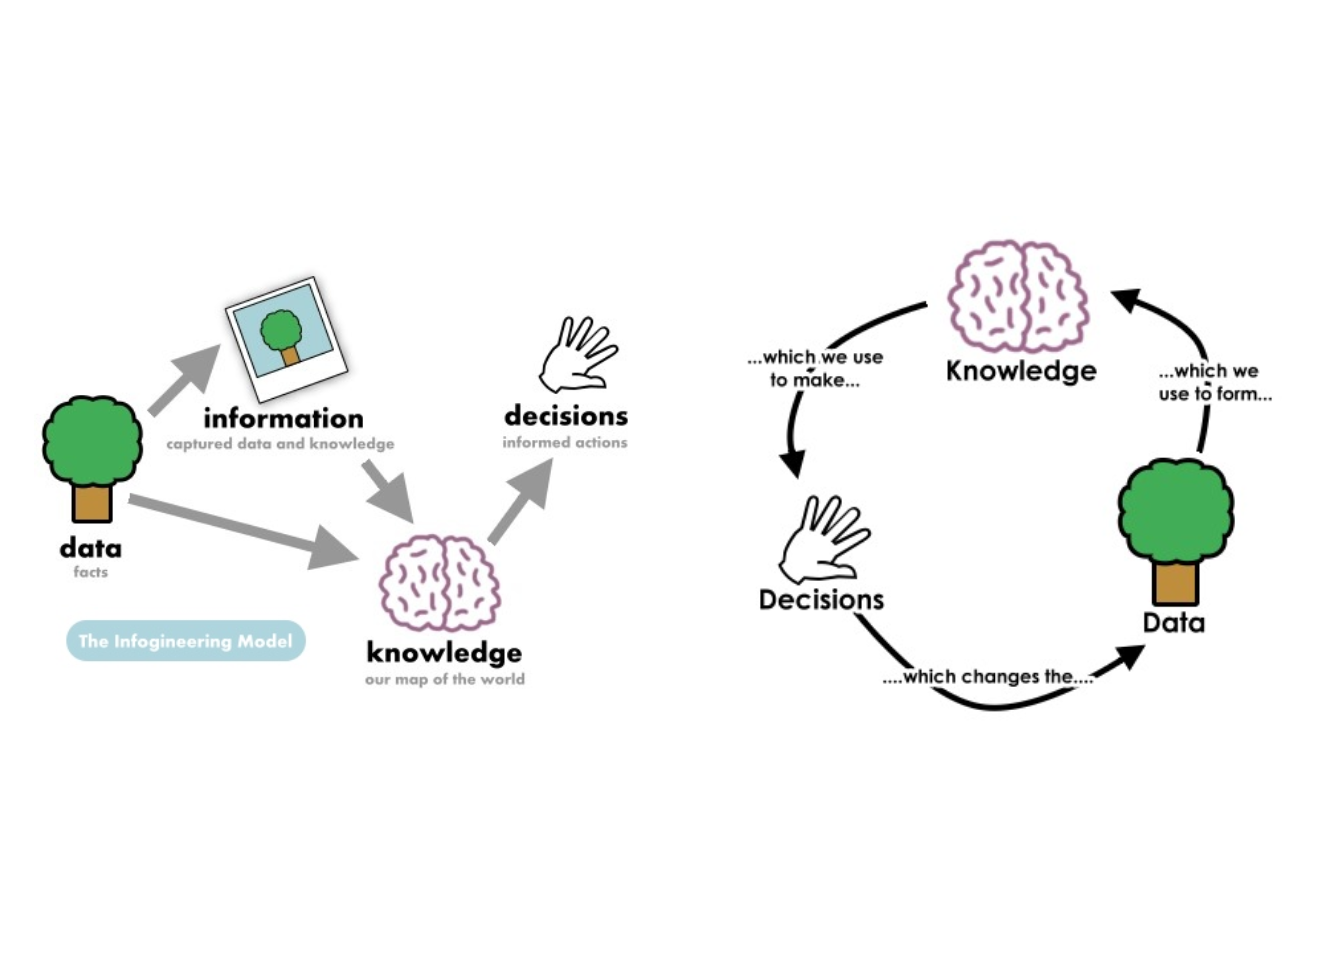 information
captured data and knowledge
decisions
informed actions
data
facts
The Infogineering Model
knowledge
our map of the world
Knowledge
...which we use
to make...
Decisions
....which changes the....
Data
...which we
use to form...